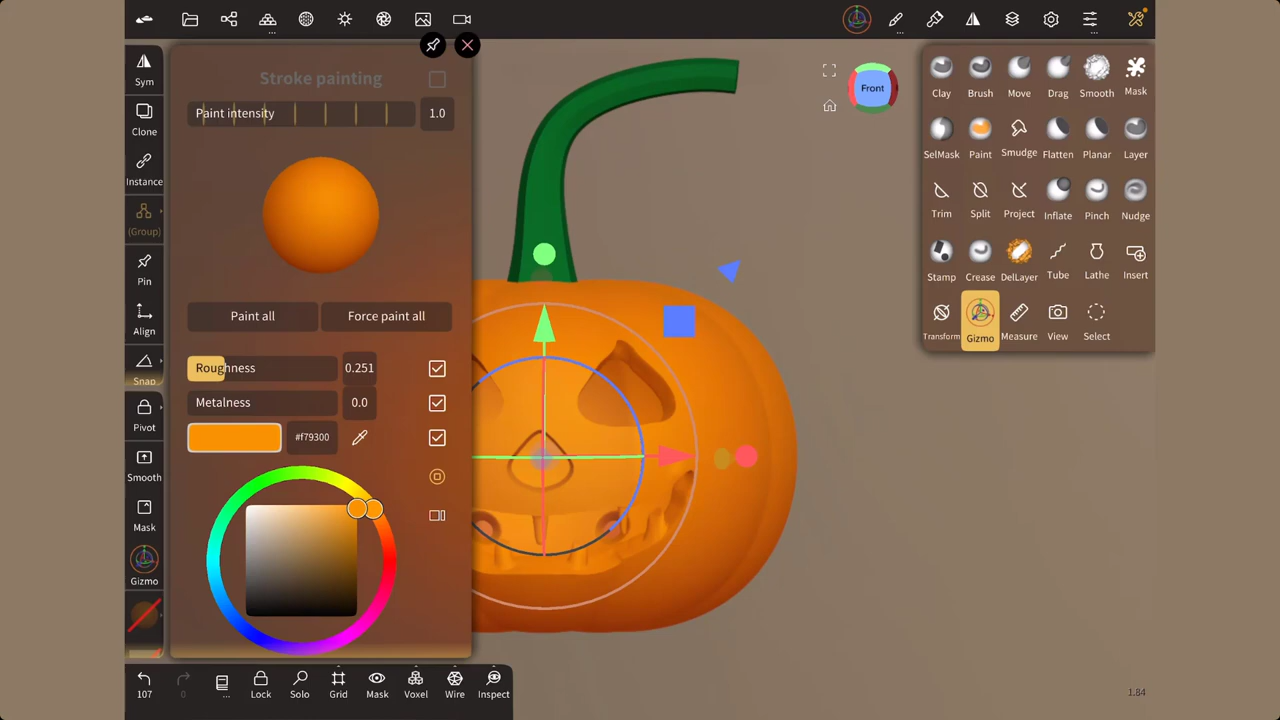 Stroke painting
Paint intensity 1.0
Paint all Force paint all
Roughness 0.251
Metalness 0.0
#f79300
Sym
Clone
Instance
(Group)
Pin
Align
Snap
Pivot
Smooth
Mask
Gizmo
107 0 ... Lock Solo Grid Mask Voxel Wire Inspect
Front
Clay Brush Move Drag Smooth Mask
SelMask Paint Smudge Flatten Planar Layer
Trim Split Project Inflate Pinch Nudge
Stamp Crease DelLayer Tube Lathe Insert
Transform Gizmo Measure View Select
1.84